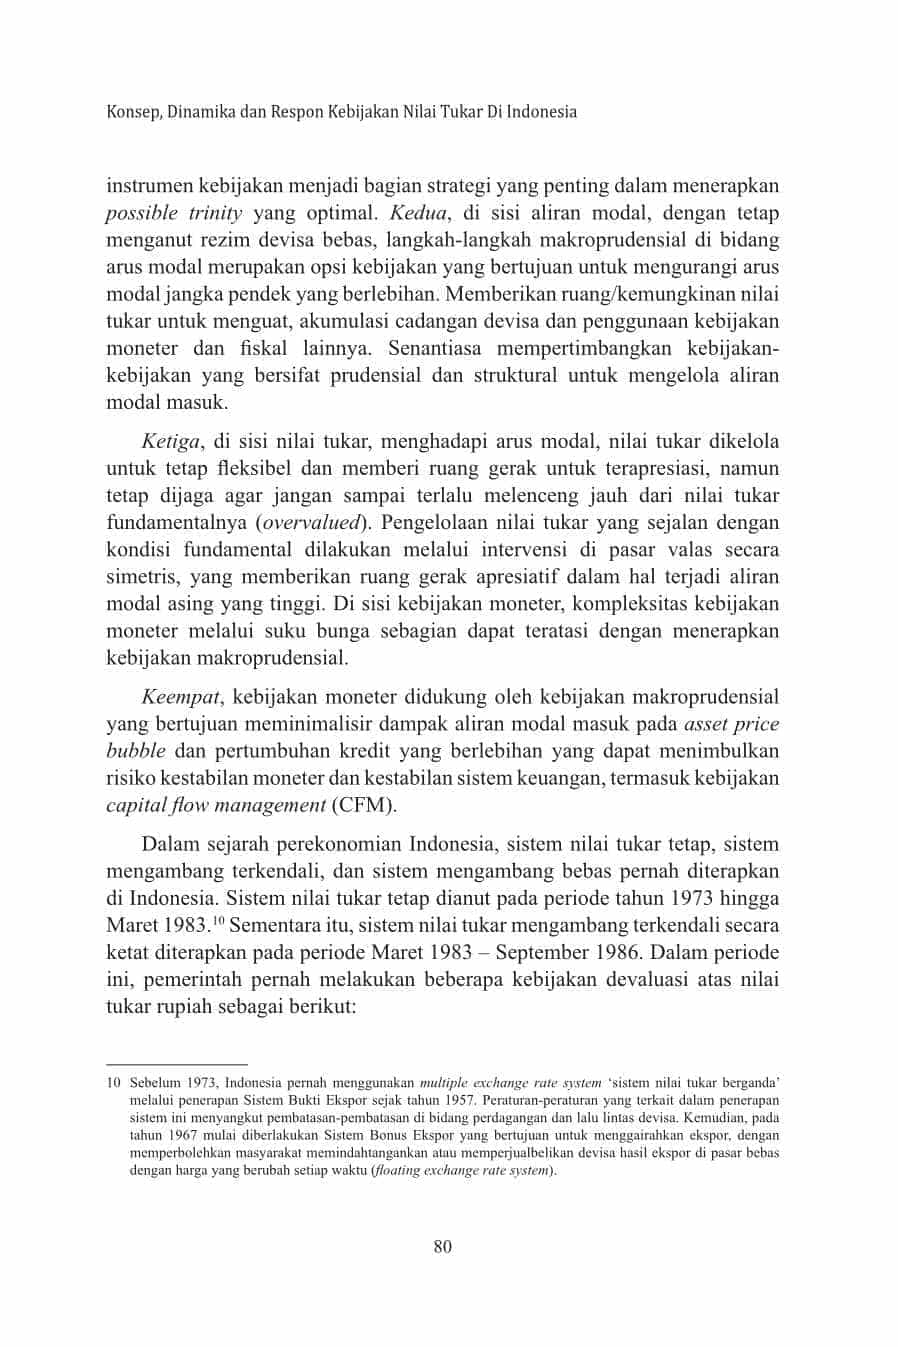 Konsep, Dinamika dan Respon Kebijakan Nilai Tukar Di Indonesia
instrumen kebijakan menjadi bagian strategi yang penting dalam menerapkan
possible trinity yang optimal. Kedua, di sisi aliran modal, dengan tetap
menganut rezim devisa bebas, langkah-langkah makroprudensial di bidang
arus modal merupakan opsi kebijakan yang bertujuan untuk mengurangi arus
modal jangka pendek yang berlebihan. Memberikan ruang/kemungkinan nilai
tukar untuk menguat, akumulasi cadangan devisa dan penggunaan kebijakan
moneter dan fiskal lainnya. Senantiasa mempertimbangkan kebijakan-
kebijakan yang bersifat prudensial dan struktural untuk mengelola aliran
modal masuk.
Ketiga, di sisi nilai tukar, menghadapi arus modal, nilai tukar dikelola
untuk tetap fleksibel dan memberi ruang gerak untuk terapresiasi, namun
tetap dijaga agar jangan sampai terlalu melenceng jauh dari nilai tukar
fundamentalnya (overvalued). Pengelolaan nilai tukar yang sejalan dengan
kondisi fundamental dilakukan melalui intervensi di pasar valas secara
simetris, yang memberikan ruang gerak apresiatif dalam hal terjadi aliran
modal asing yang tinggi. Di sisi kebijakan moneter, kompleksitas kebijakan
moneter melalui suku bunga sebagian dapat teratasi dengan menerapkan
kebijakan makroprudensial.
Keempat, kebijakan moneter didukung oleh kebijakan makroprudensial
yang bertujuan meminimalisir dampak aliran modal masuk pada asset price
bubble dan pertumbuhan kredit yang berlebihan yang dapat menimbulkan
risiko kestabilan moneter dan kestabilan sistem keuangan, termasuk kebijakan
capital flow management (CFM).
Dalam sejarah perekonomian Indonesia, sistem nilai tukar tetap, sistem
mengambang terkendali, dan sistem mengambang bebas pernah diterapkan
di Indonesia. Sistem nilai tukar tetap dianut pada periode tahun 1973 hingga
Maret 1983.10 Sementara itu, sistem nilai tukar mengambang terkendali secara
ketat diterapkan pada periode Maret 1983 – September 1986. Dalam periode
ini, pemerintah pernah melakukan beberapa kebijakan devaluasi atas nilai
tukar rupiah sebagai berikut:
10 Sebelum 1973, Indonesia pernah menggunakan multiple exchange rate system ‘sistem nilai tukar berganda’
melalui penerapan Sistem Bukti Ekspor sejak tahun 1957. Peraturan-peraturan yang terkait dalam penerapan
sistem ini menyangkut pembatasan-pembatasan di bidang perdagangan dan lalu lintas devisa. Kemudian, pada
tahun 1967 mulai diberlakukan Sistem Bonus Ekspor yang bertujuan untuk menggairahkan ekspor, dengan
memperbolehkan masyarakat memindahtangankan atau memperjualbelikan devisa hasil ekspor di pasar bebas
dengan harga yang berubah setiap waktu (floating exchange rate system).
80